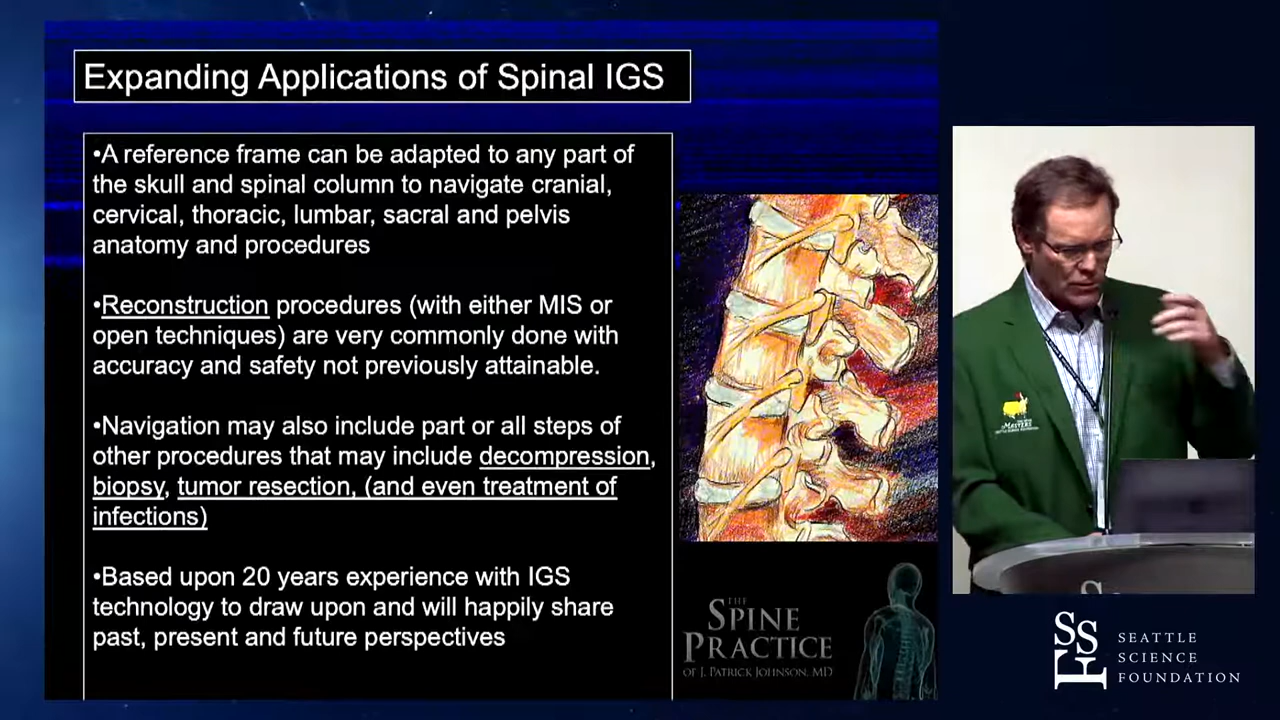 Expanding Applications of Spinal IGS
•A reference frame can be adapted to any part of
the skull and spinal column to navigate cranial,
cervical, thoracic, lumbar, sacral and pelvis
anatomy and procedures
•Reconstruction procedures (with either MIS or
open techniques) are very commonly done with
accuracy and safety not previously attainable.
•Navigation may also include part or all steps of
other procedures that may include decompression,
biopsy, tumor resection, (and even treatment of
infections)
•Based upon 20 years experience with IGS
technology to draw upon and will happily share
past, present and future perspectives
THE
SPINE
PRACTICE
OF J. PATRICK JOHNSON, MD
MASTERS
SSF
SEATTLE
SCIENCE
FOUNDATION